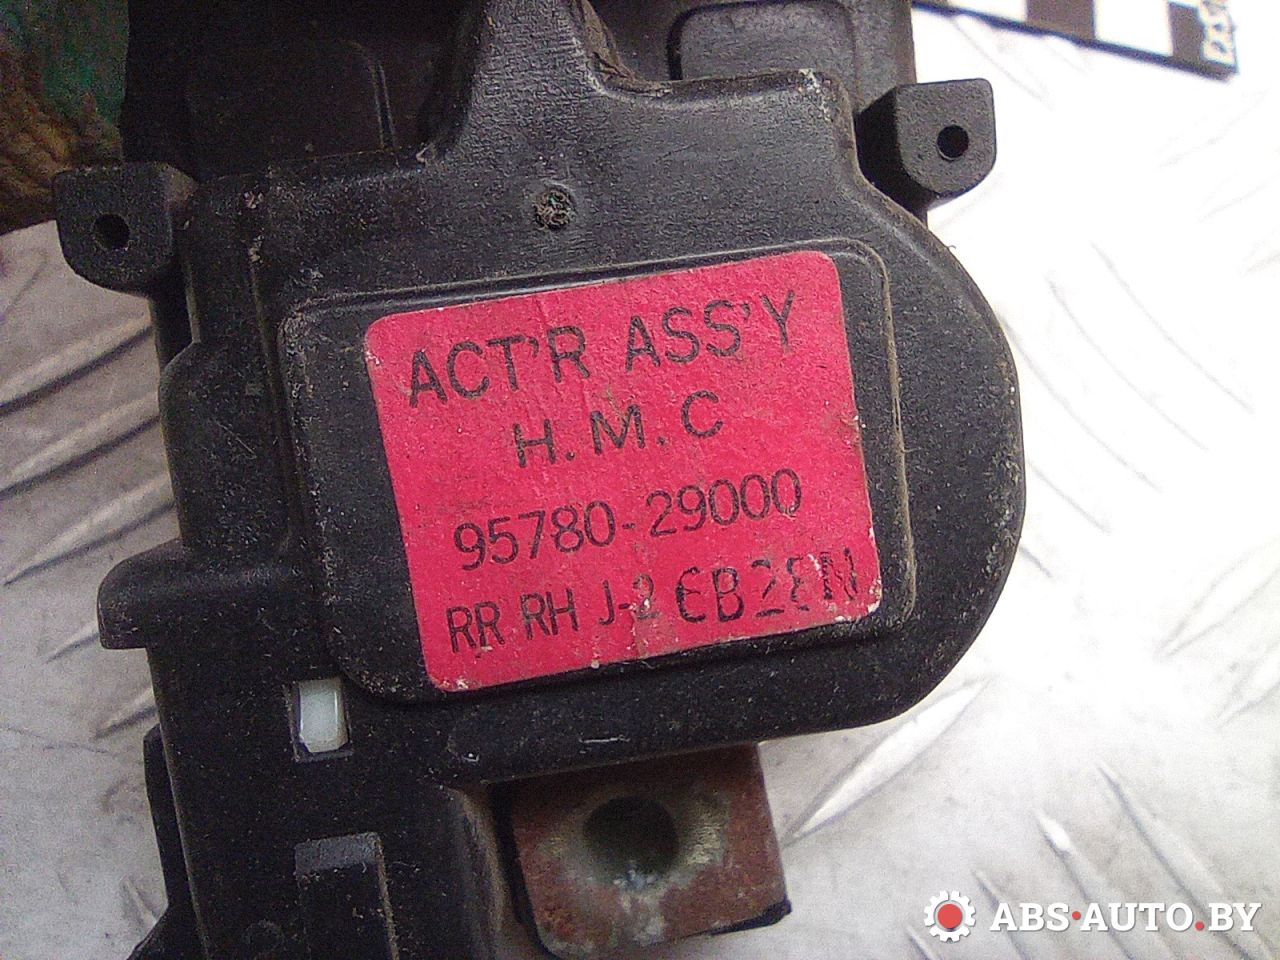 ACT'R ASS'Y
H.M.C
95780-29000
RR RH J-2 EB28N
ABS·AUTO.BY